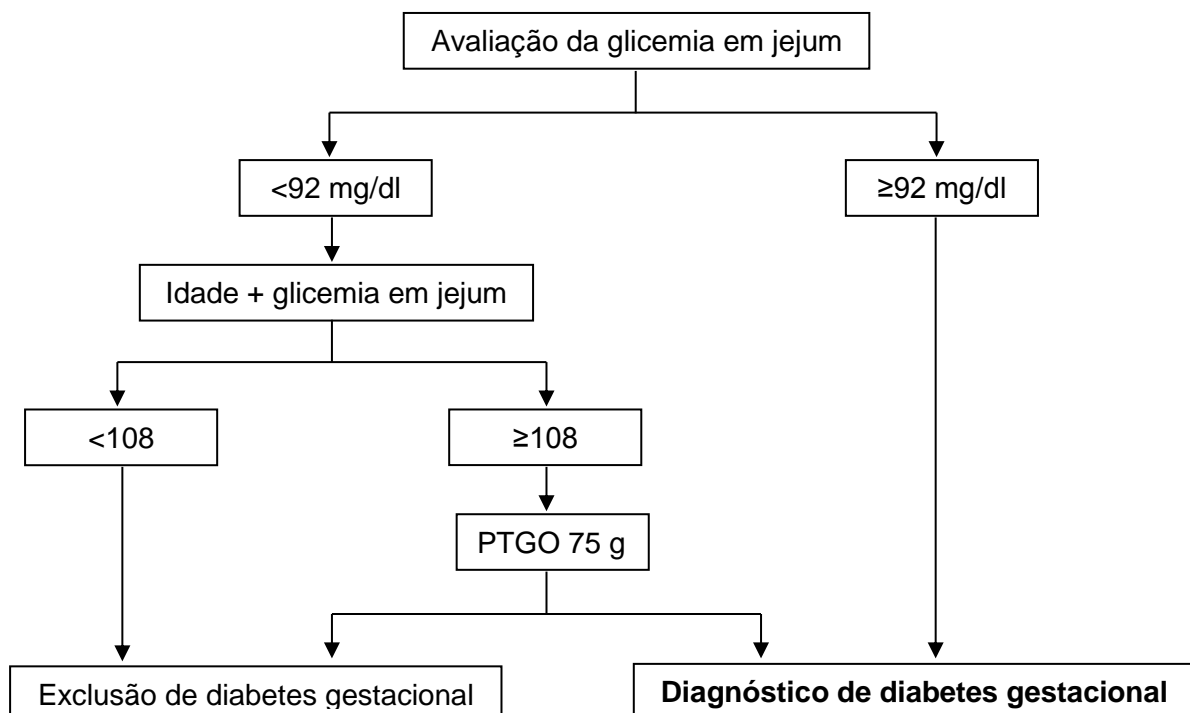 Avaliação da glicemia em jejum
<92 mg/dl
≥92 mg/dl
Idade + glicemia em jejum
<108
≥108
PTGO 75 g
Exclusão de diabetes gestacional
Diagnóstico de diabetes gestacional